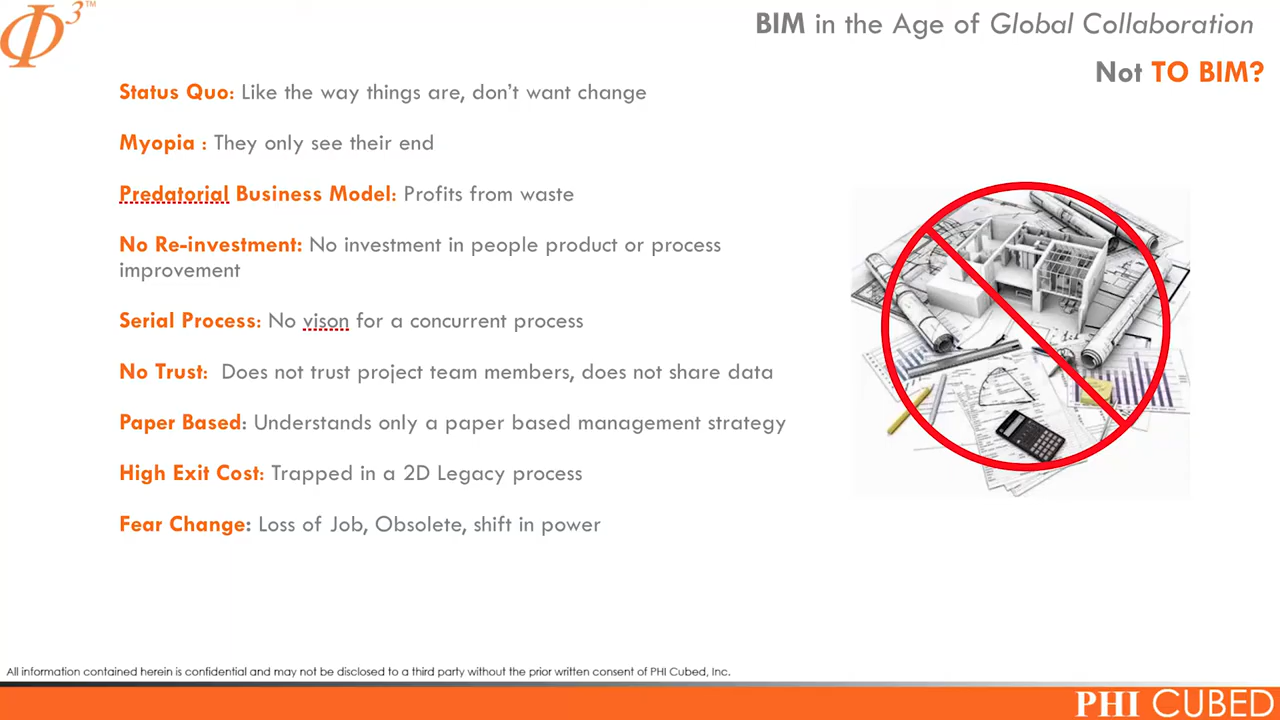 Φ3™
BIM in the Age of Global Collaboration
Not TO BIM?
Status Quo: Like the way things are, don't want change
Myopia : They only see their end
Predatorial Business Model: Profits from waste
No Re-investment: No investment in people product or process
improvement
Serial Process: No vison for a concurrent process
No Trust:  Does not trust project team members, does not share data
Paper Based: Understands only a paper based management strategy
High Exit Cost: Trapped in a 2D Legacy process
Fear Change: Loss of Job, Obsolete, shift in power
All information contained herein is confidential and may not be disclosed to a third party without the prior written consent of PHI Cubed, Inc.
PHI CUBED